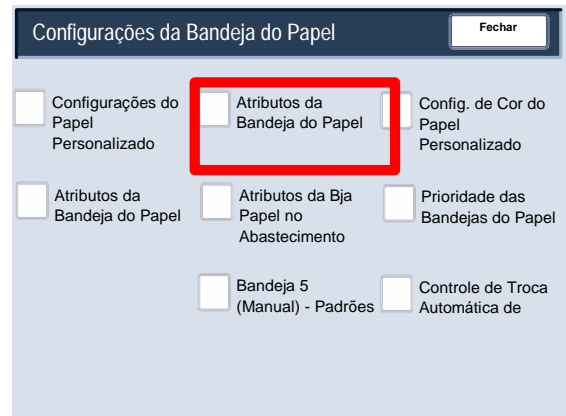 Configurações da Bandeja do Papel
Fechar
Configurações do
Papel
Personalizado
Atributos da
Bandeja do Papel
Config. de Cor do
Papel
Personalizado
Atributos da
Bandeja do Papel
Atributos da Bja
Papel no
Abastecimento
Prioridade das
Bandejas do Papel
Bandeja 5
(Manual) - Padrões
Controle de Troca
Automática de